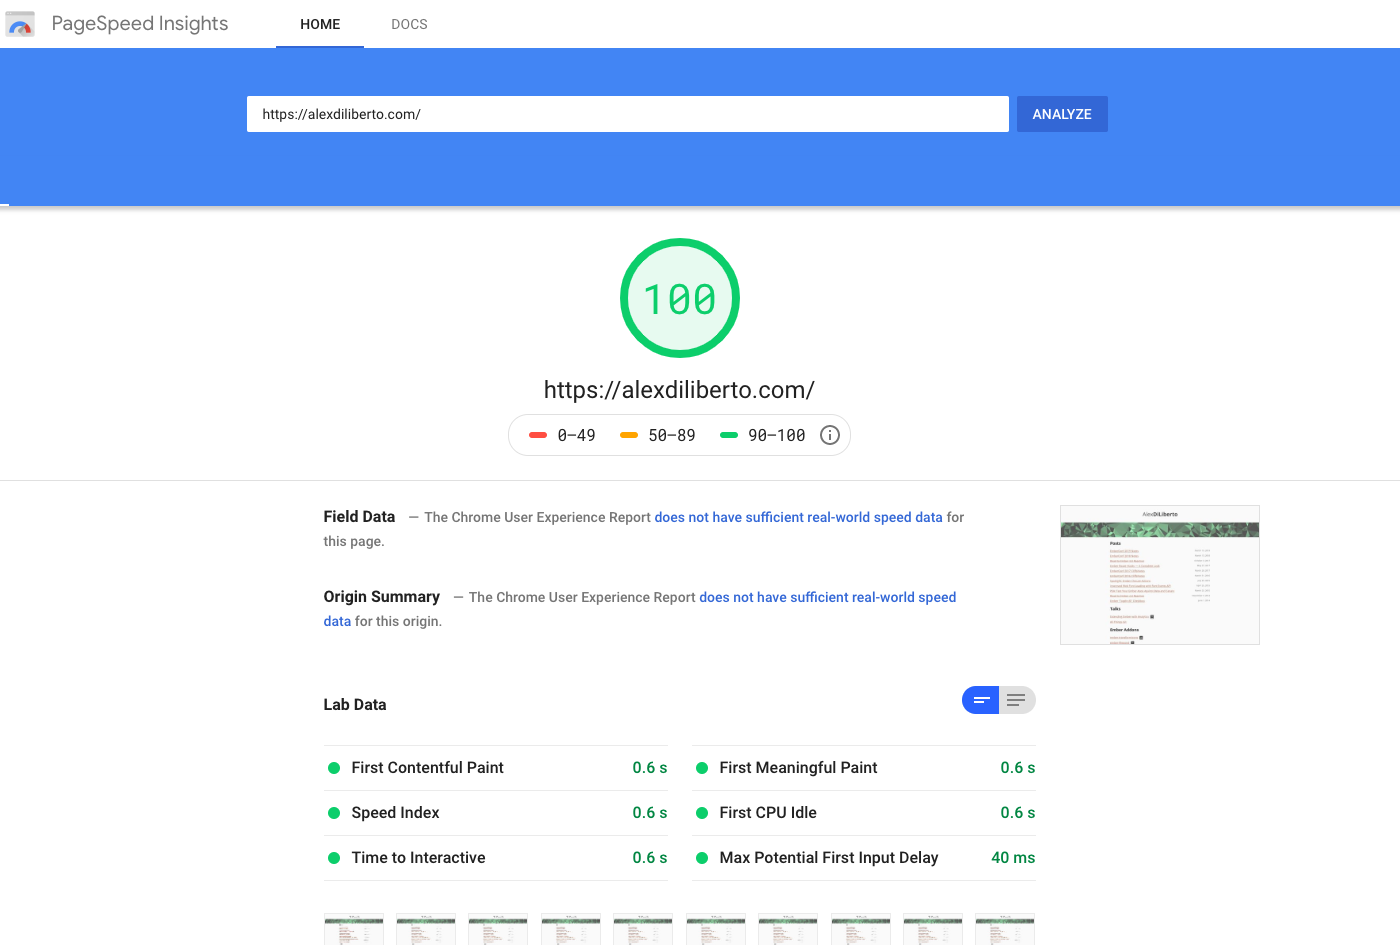 PageSpeed Insights
HOME
DOCS
https://alexdiliberto.com/
ANALYZE
100
https://alexdiliberto.com/
0–49
50–89
90–100
Field Data — The Chrome User Experience Report does not have sufficient real-world speed data for
this page.
AlexDiLiberto
Posts
Talks
Ember Addons
Origin Summary — The Chrome User Experience Report does not have sufficient real-world speed
data for this origin.
Lab Data
First Contentful Paint 0.6 s
First Meaningful Paint 0.6 s
Speed Index 0.6 s
First CPU Idle 0.6 s
Time to Interactive 0.6 s
Max Potential First Input Delay 40 ms